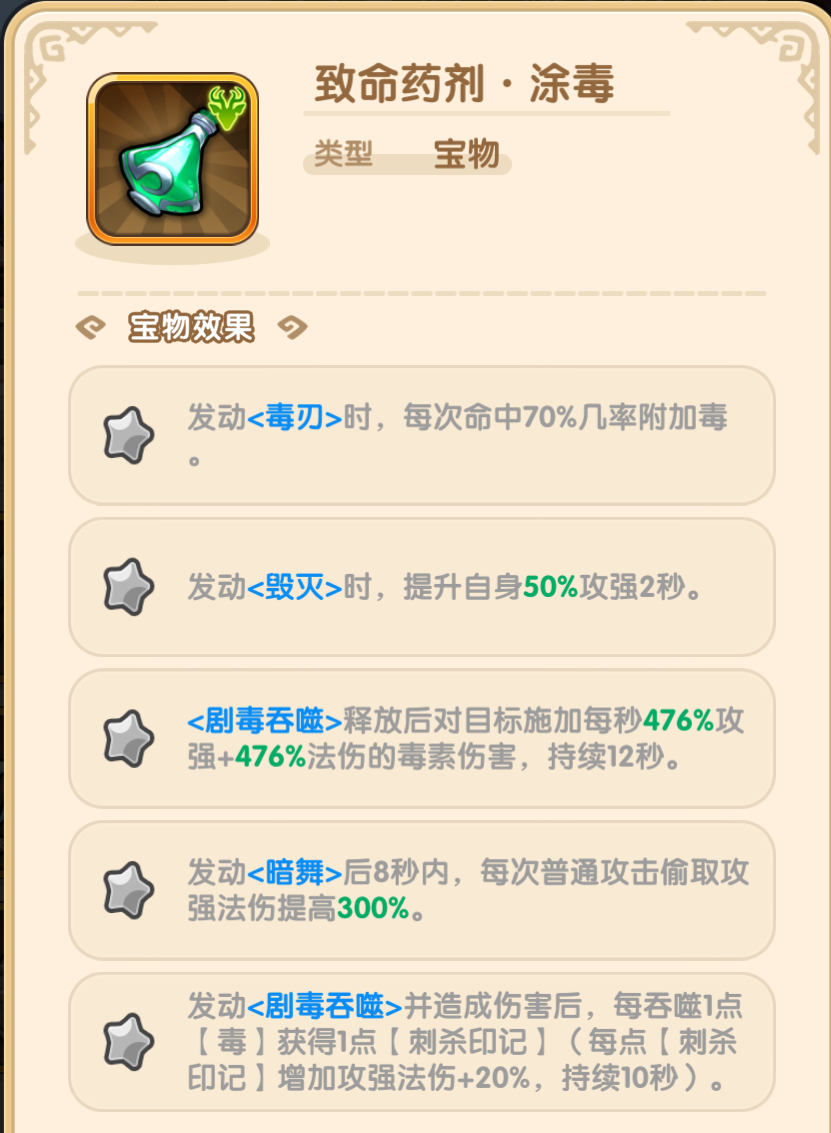 致命药剂·涂毒
类型 宝物
宝物效果
发动<毒刃>时，每次命中70%几率附加毒
。
发动<毁灭>时，提升自身50%攻强2秒。
<剧毒吞噬>释放后对目标施加每秒476%攻
强+476%法伤的毒素伤害，持续12秒。
发动<暗舞>后8秒内，每次普通攻击偷取攻
强法伤提高300%。
发动<剧毒吞噬>并造成伤害后，每吞噬1点
【毒】获得1点【刺杀印记】（每点【刺杀
印记】增加攻强法伤+20%，持续10秒）。